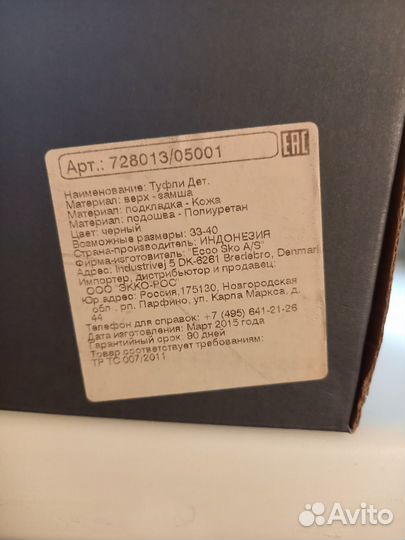 Арт.: 728013/05001
EAC
Наименование: Туфли Дет.
Материал: верх - замша
Материал: подкладка - Кожа
Материал: подошва - Полиуретан
Цвет: черный
Возможные размеры: 33-40
Страна-производитель: ИНДОНЕЗИЯ
Фирма-изготовитель: "Ecco Sko A/S"
Адрес: Industrivej 5 DK-6261 Bredebro, Denmark
Импортер, дистрибьютор и продавец:
ООО "ЭККО-РОС"
Юр адрес: Россия,175130, Новгородская
обл., рп. Парфино, ул. Карла Маркса, д.
44
Телефон для справок: +7 (495) 641-21-26
Дата изготовления: Март 2015 года
Гарантийный срок: 90 дней
Товар соответствует требованиям:
ТР ТС 007/2011
Avito